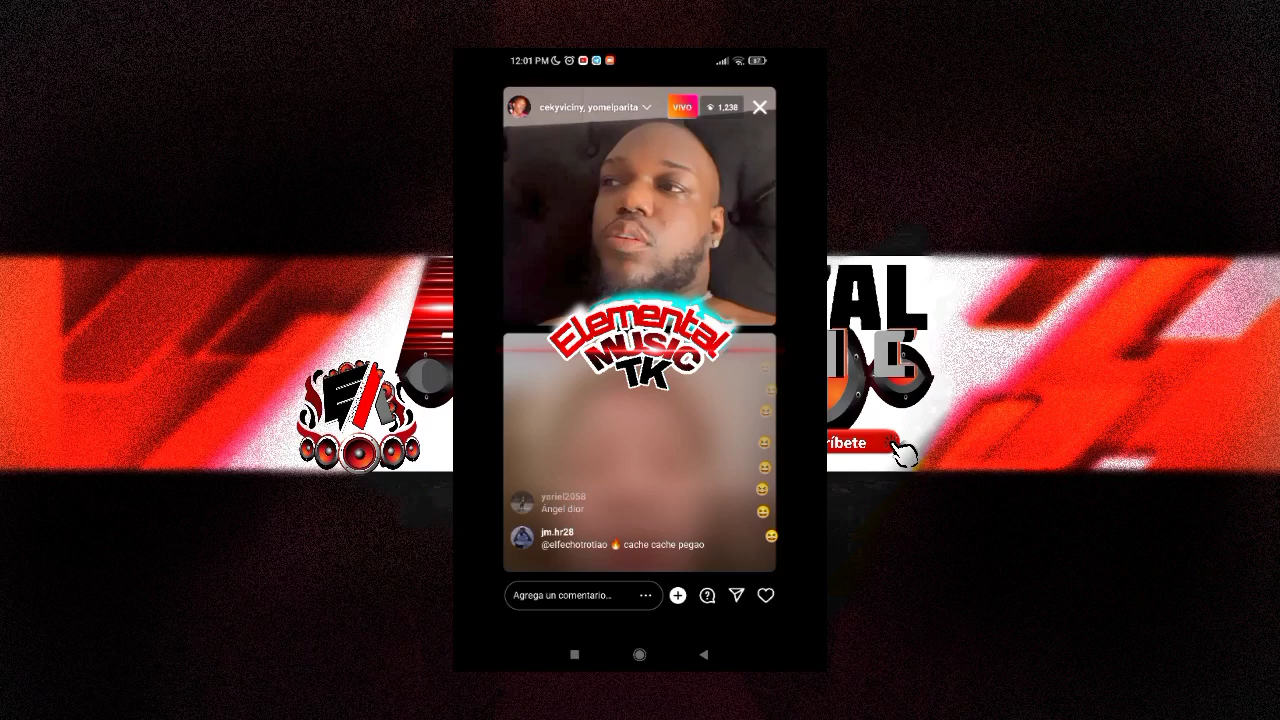 12:01 PM
87
cekyviciny, yomelparita
VIVO
1,238
Elemental
MUSIC
TK
yoriel2058
Angel dior
jm.hr28
@elfechotrotiao 🔥 cache cache pegao
Agrega un comentario...